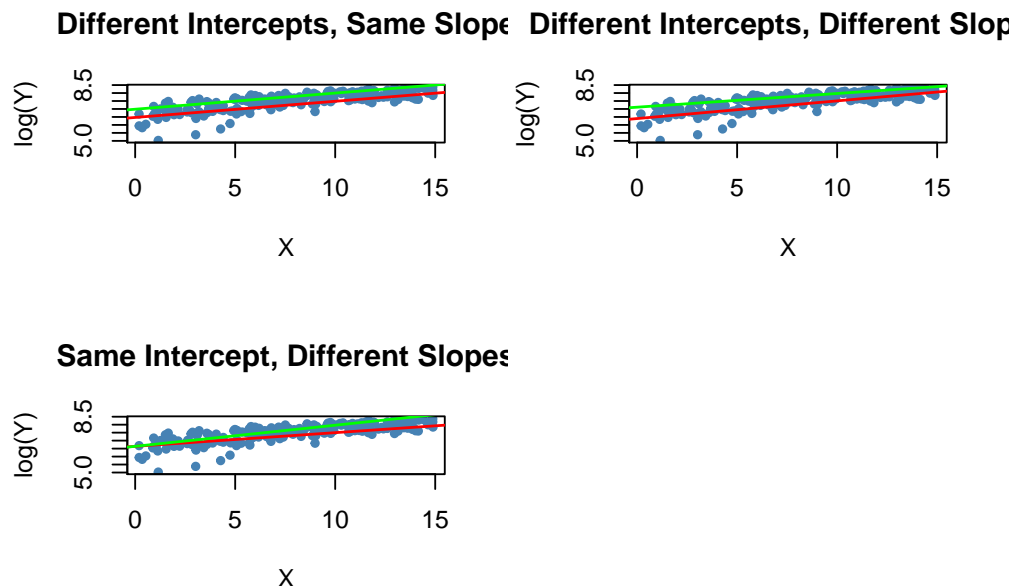 Different Intercepts, Same Slope
log(Y)
8.5
5.0
0 5 10 15
X
Different Intercepts, Different Slop
log(Y)
8.5
5.0
0 5 10 15
X
Same Intercept, Different Slopes
log(Y)
8.5
5.0
0 5 10 15
X